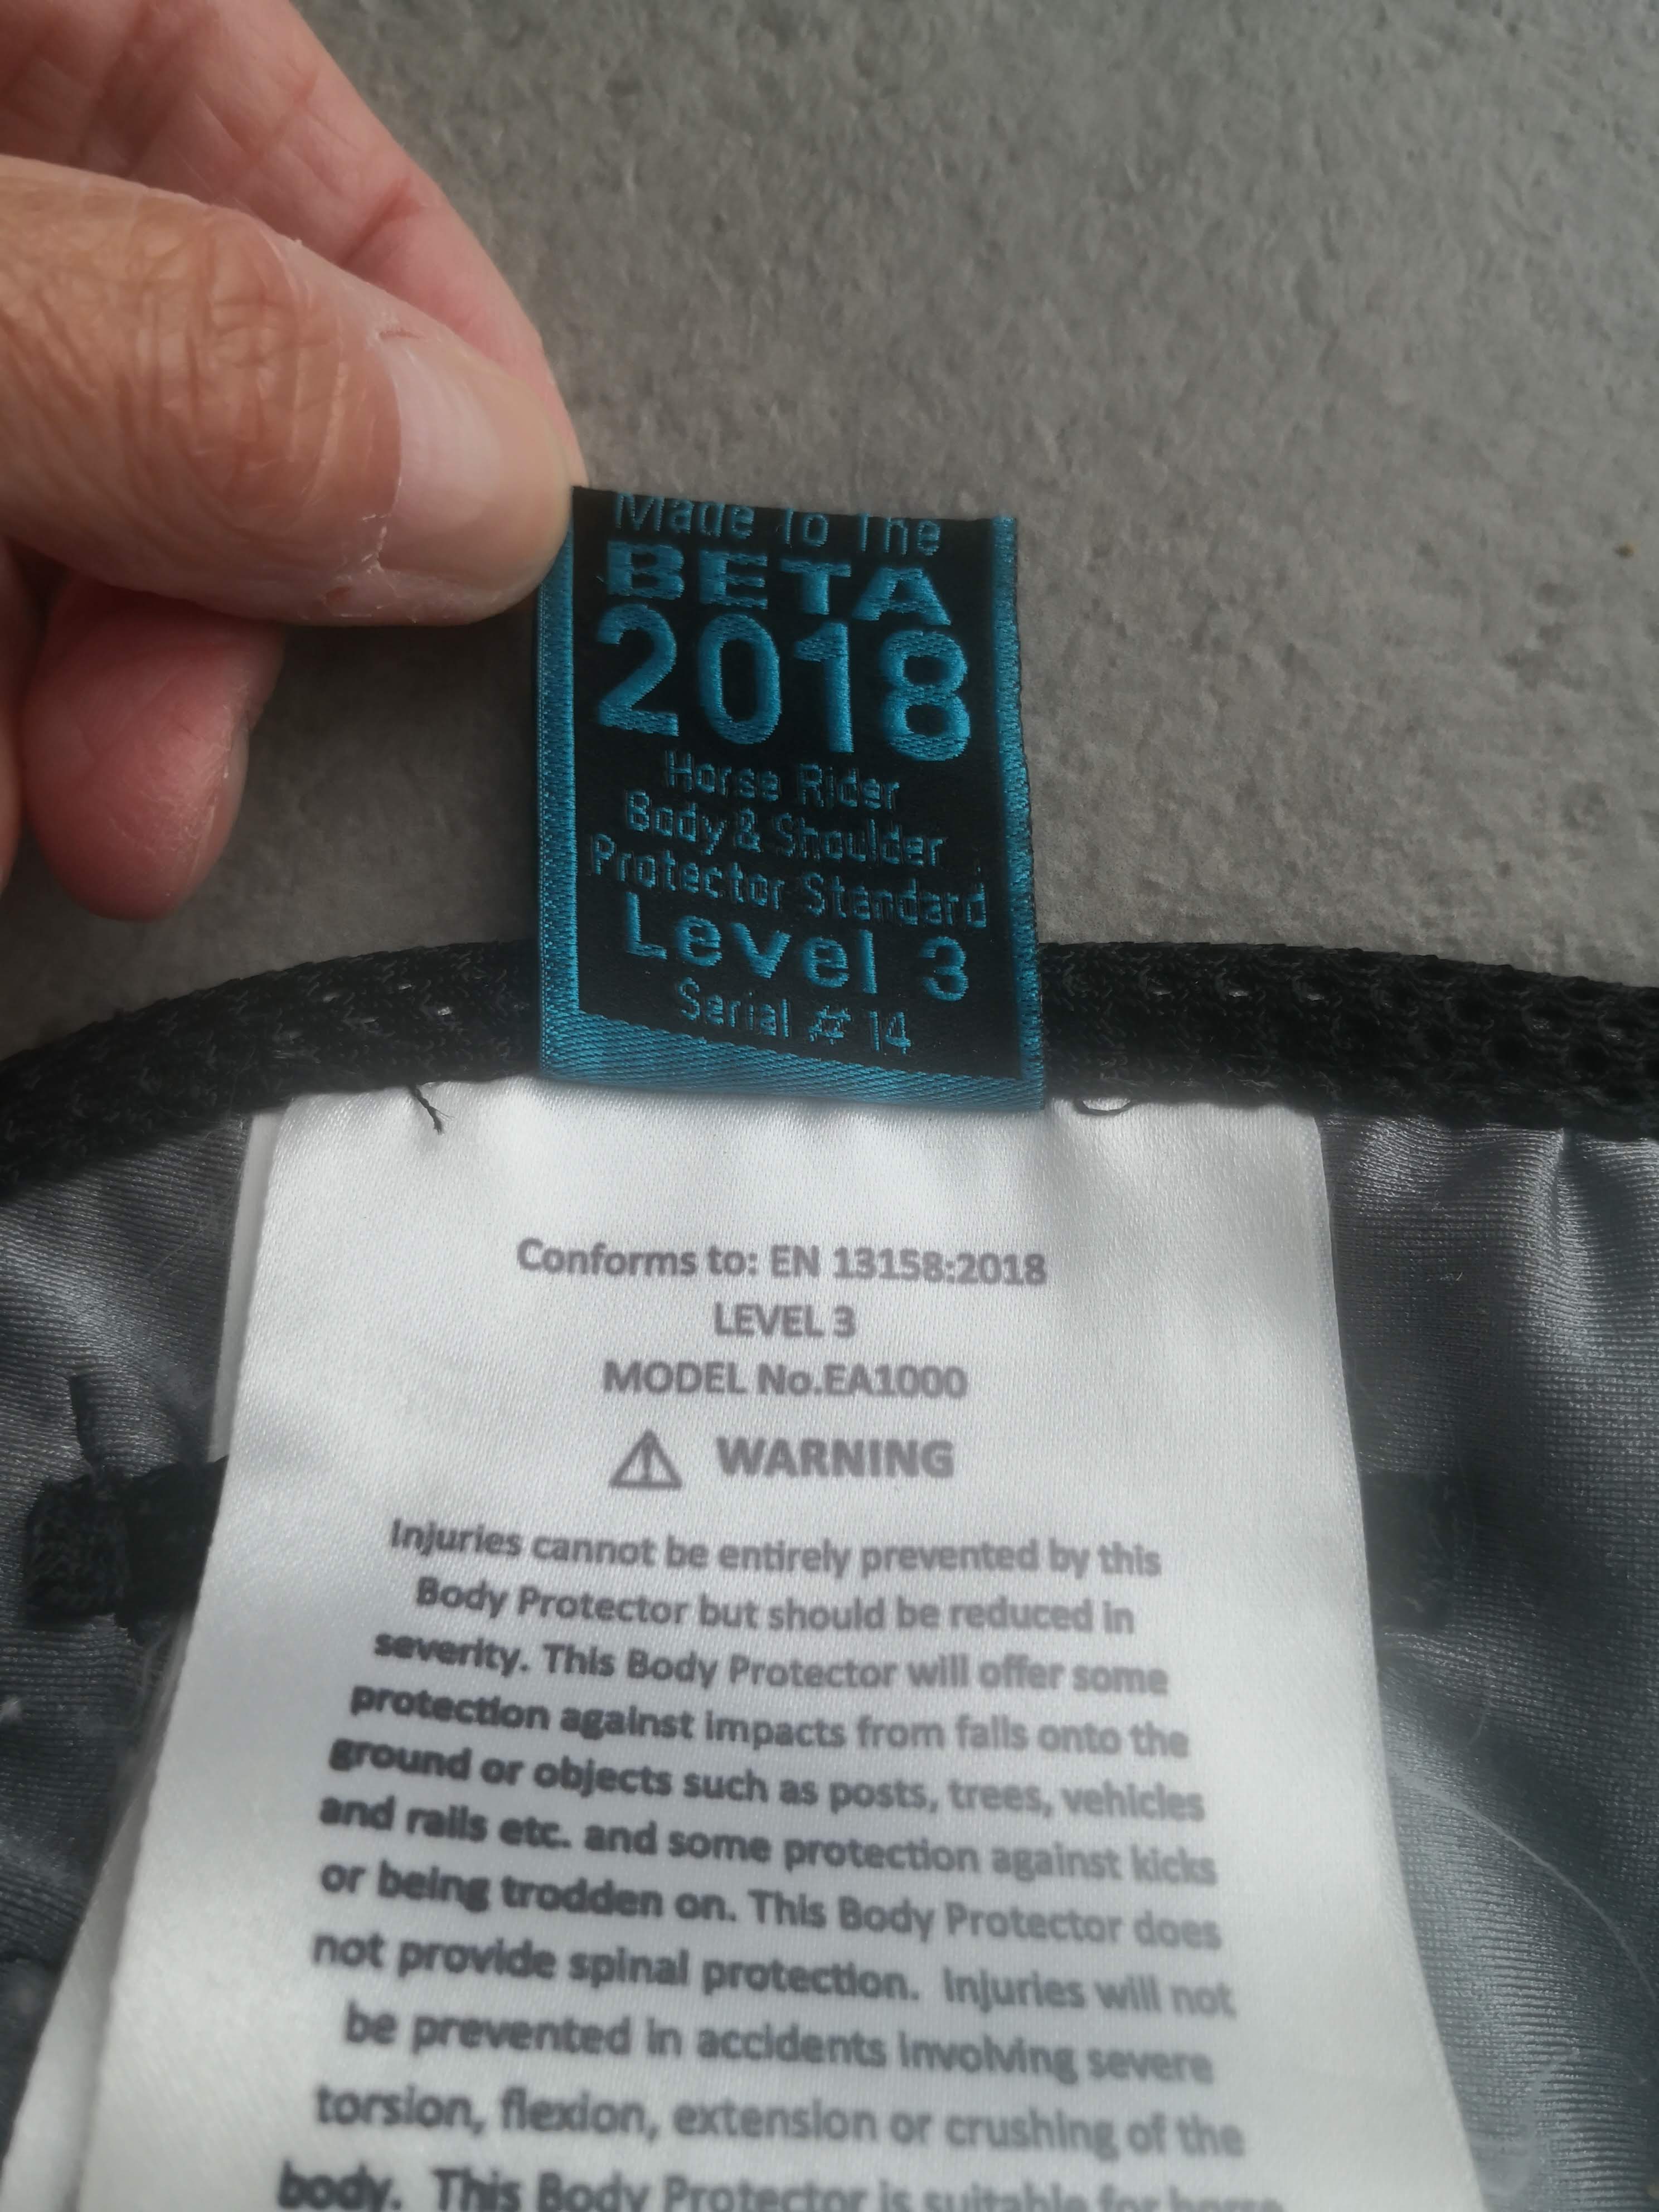 Made To The
BETA
2018
Horse Rider
Body & Shoulder
Protector Standard
Level 3
Serial # 14
Conforms to: EN 13158:2018
LEVEL 3
MODEL No.EA1000
WARNING
Injuries cannot be entirely prevented by this
Body Protector but should be reduced in
severity. This Body Protector will offer some
protection against impacts from falls onto the
ground or objects such as posts, trees, vehicles
and rails etc. and some protection against kicks
or being trodden on. This Body Protector does
not provide spinal protection. Injuries will not
be prevented in accidents involving severe
torsion, flexion, extension or crushing of the
body. This Body Protector is suitable for horse